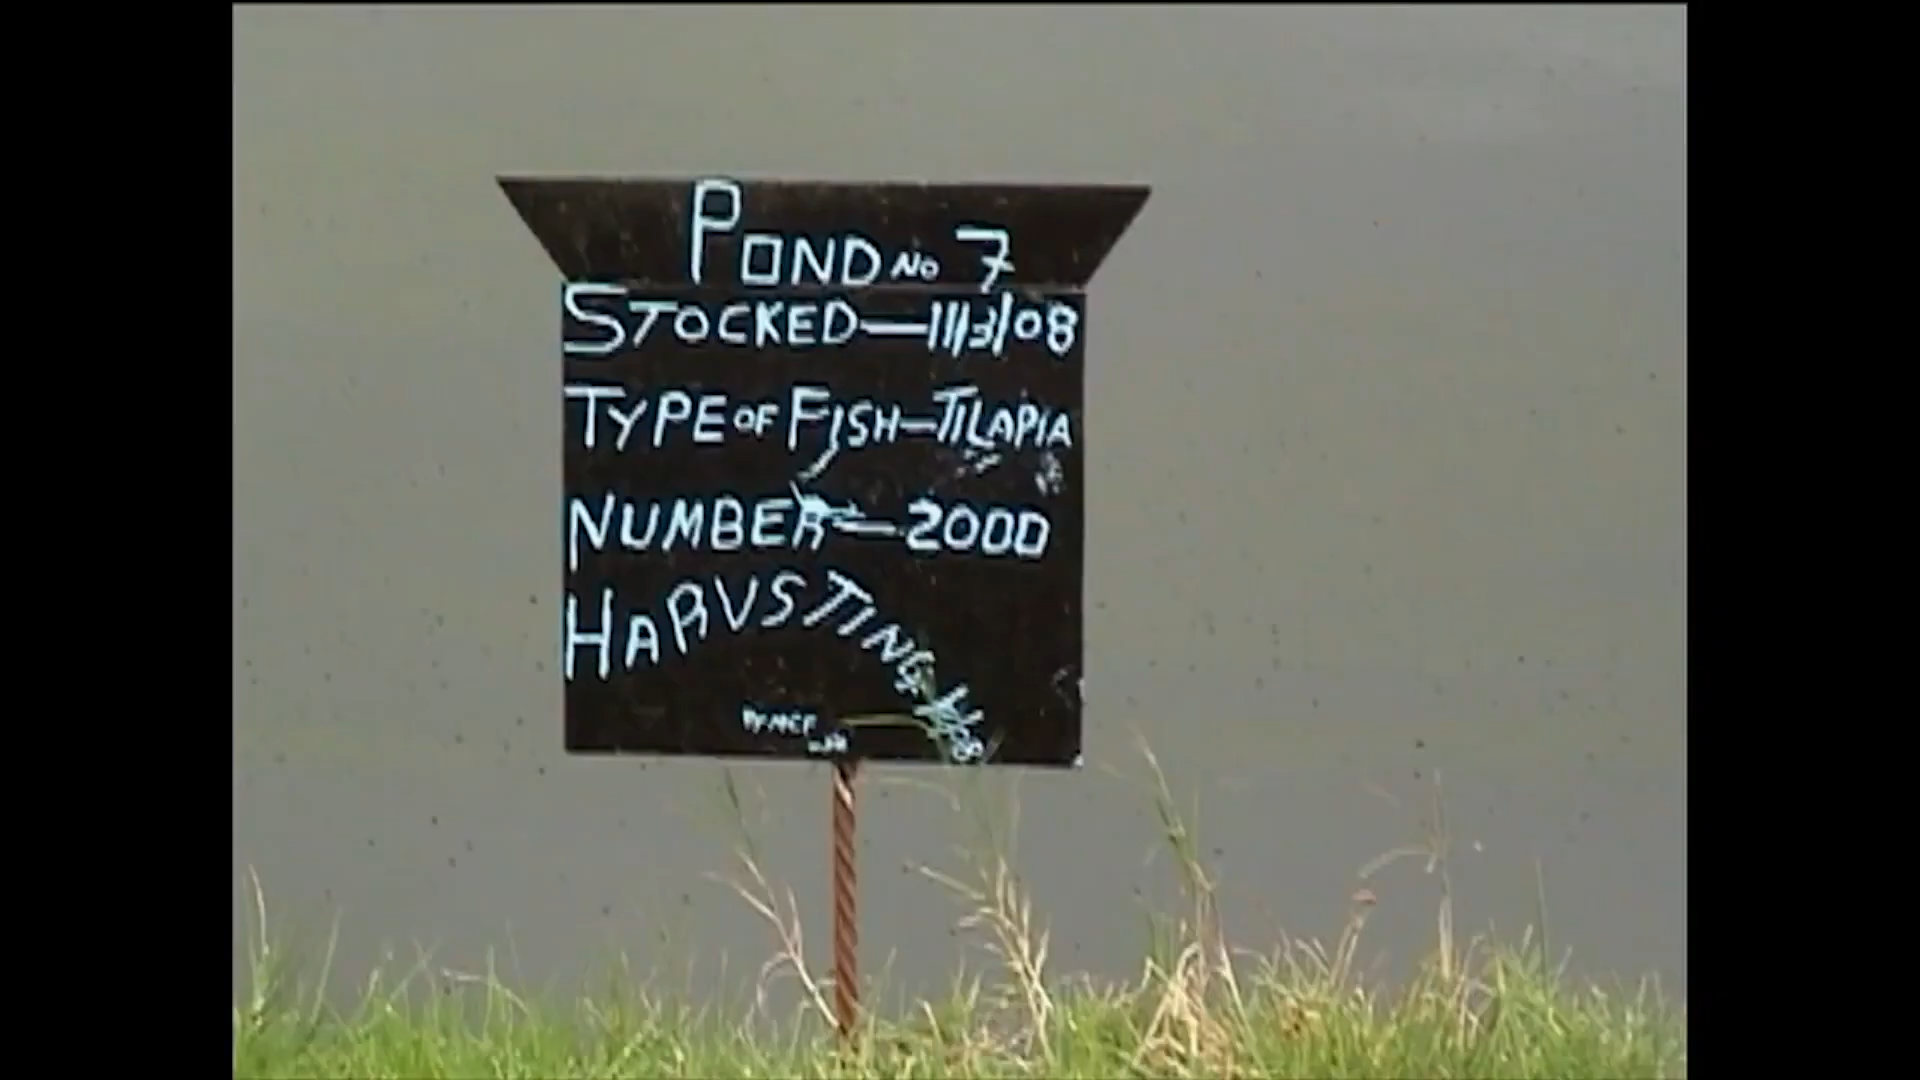 POND No 7
STOCKED—11/3/08
TYPE OF FISH—TILAPIA
NUMBER—2000
HARVSTING